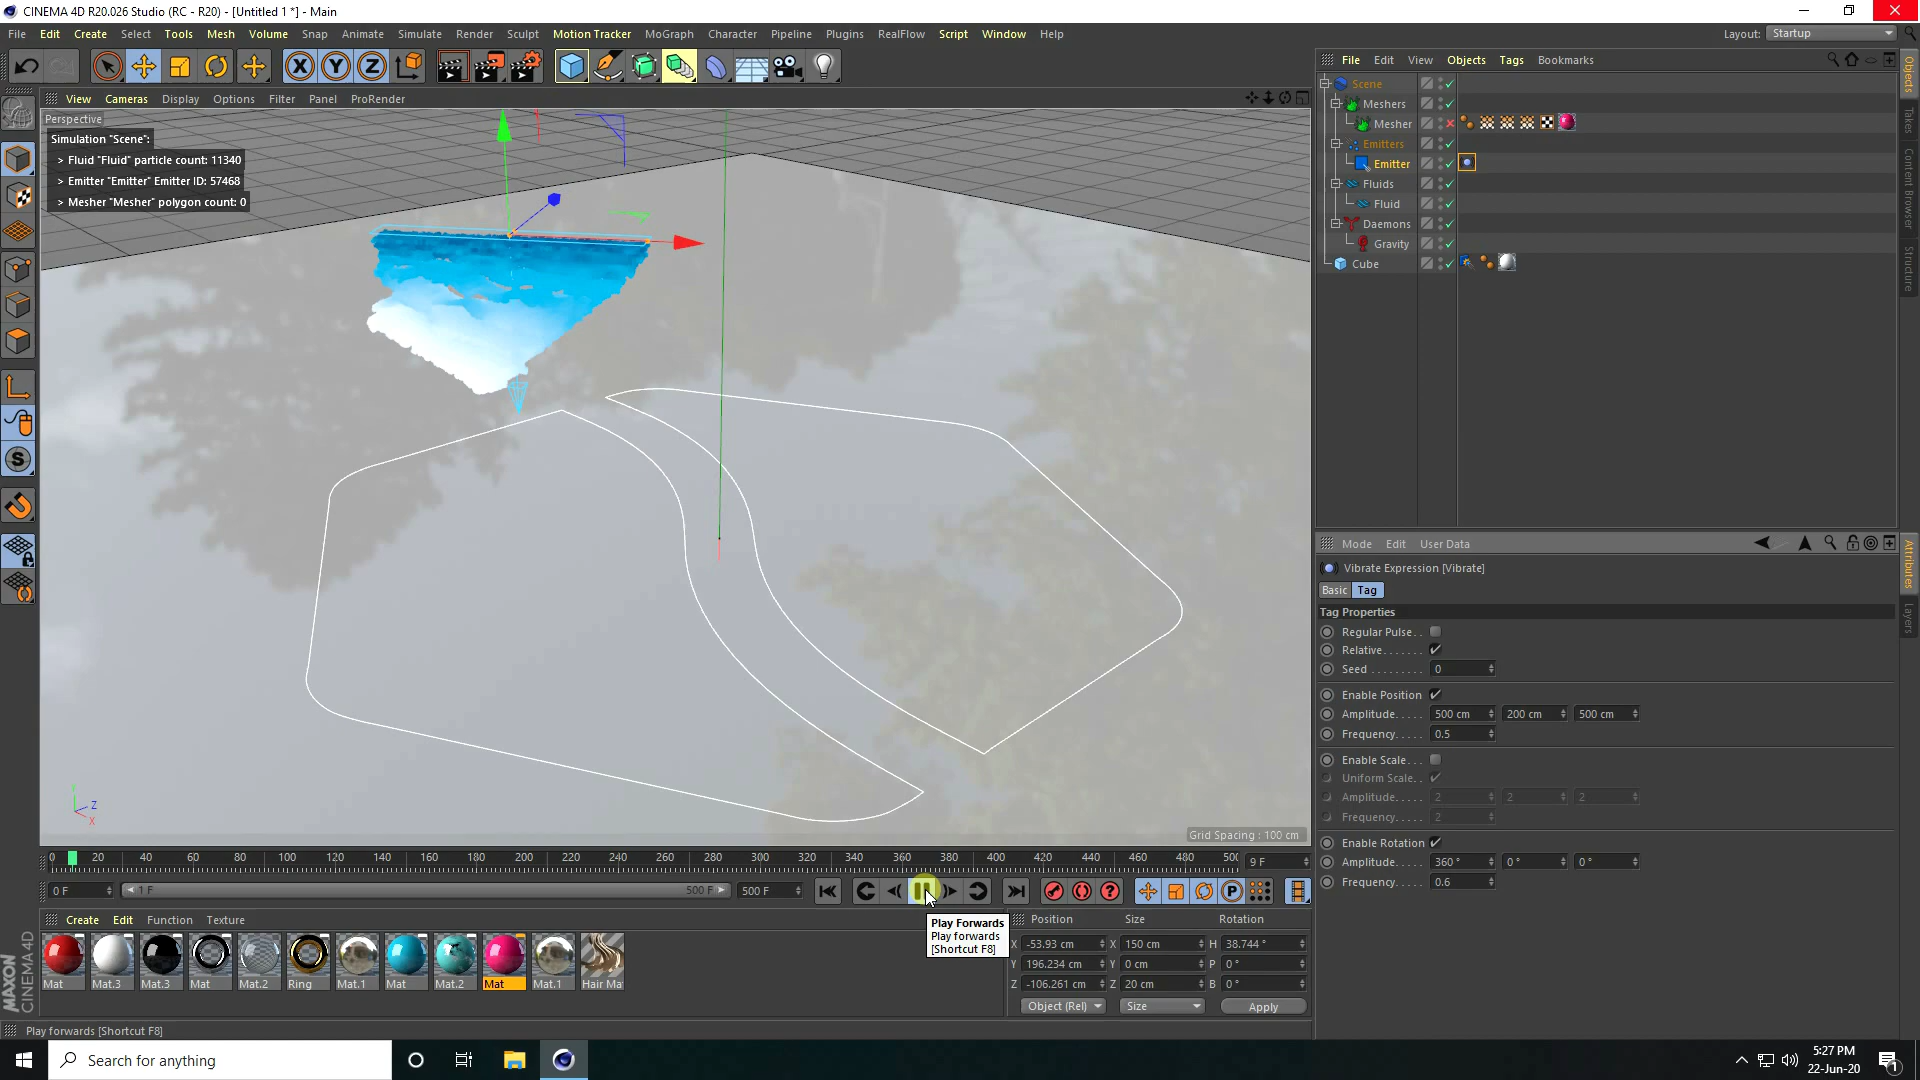 CINEMA 4D R20.026 Studio (RC - R20) - [Untitled 1 *] - Main
File Edit Create Select Tools Mesh Volume Snap Animate Simulate Render Sculpt Motion Tracker MoGraph Character Pipeline Plugins RealFlow Script Window Help
Layout: Startup
View Cameras Display Options Filter Panel ProRender
Perspective
Simulation "Scene":
> Fluid "Fluid" particle count: 11340
> Emitter "Emitter" Emitter ID: 57468
> Mesher "Mesher" polygon count: 0
Z
X
Grid Spacing : 100 cm
0 20 40 60 80 100 120 140 160 180 200 220 240 260 280 300 320 340 360 380 400 420 440 460 480 500
9 F
0 F
1 F
500 F
500 F
Play Forwards
Play forwards
[Shortcut F8]
Create Edit Function Texture
Mat Mat.3 Mat.3 Mat Mat.2 Ring Mat.1 Mat Mat.2 Mat Mat.1 Hair Ma
MAXON
CINEMA 4D
Position Size Rotation
X -53.93 cm X 150 cm H 38.744 °
Y 196.234 cm Y 0 cm P 0 °
Z -106.261 cm Z 20 cm B 0 °
Object (Rel) Size Apply
Play forwards [Shortcut F8]
File Edit View Objects Tags Bookmarks
Scene
Meshers
Mesher
Emitters
Emitter
Fluids
Fluid
Daemons
Gravity
Cube
Objects
Takes
Content Browser
Structure
Mode Edit User Data
Vibrate Expression [Vibrate]
Basic Tag
Tag Properties
Regular Pulse. .
Relative. . . . . . .
Seed . . . . . . . . . 0
Enable Position
Amplitude. . . . . 500 cm 200 cm 500 cm
Frequency. . . . . 0.5
Enable Scale. . .
Uniform Scale. .
Amplitude. . . . . 2 2 2
Frequency. . . . . 2
Enable Rotation
Amplitude. . . . . 360 ° 0 ° 0 °
Frequency. . . . . 0.6
Attributes
Layers
Search for anything
5:27 PM
22-Jun-20
1